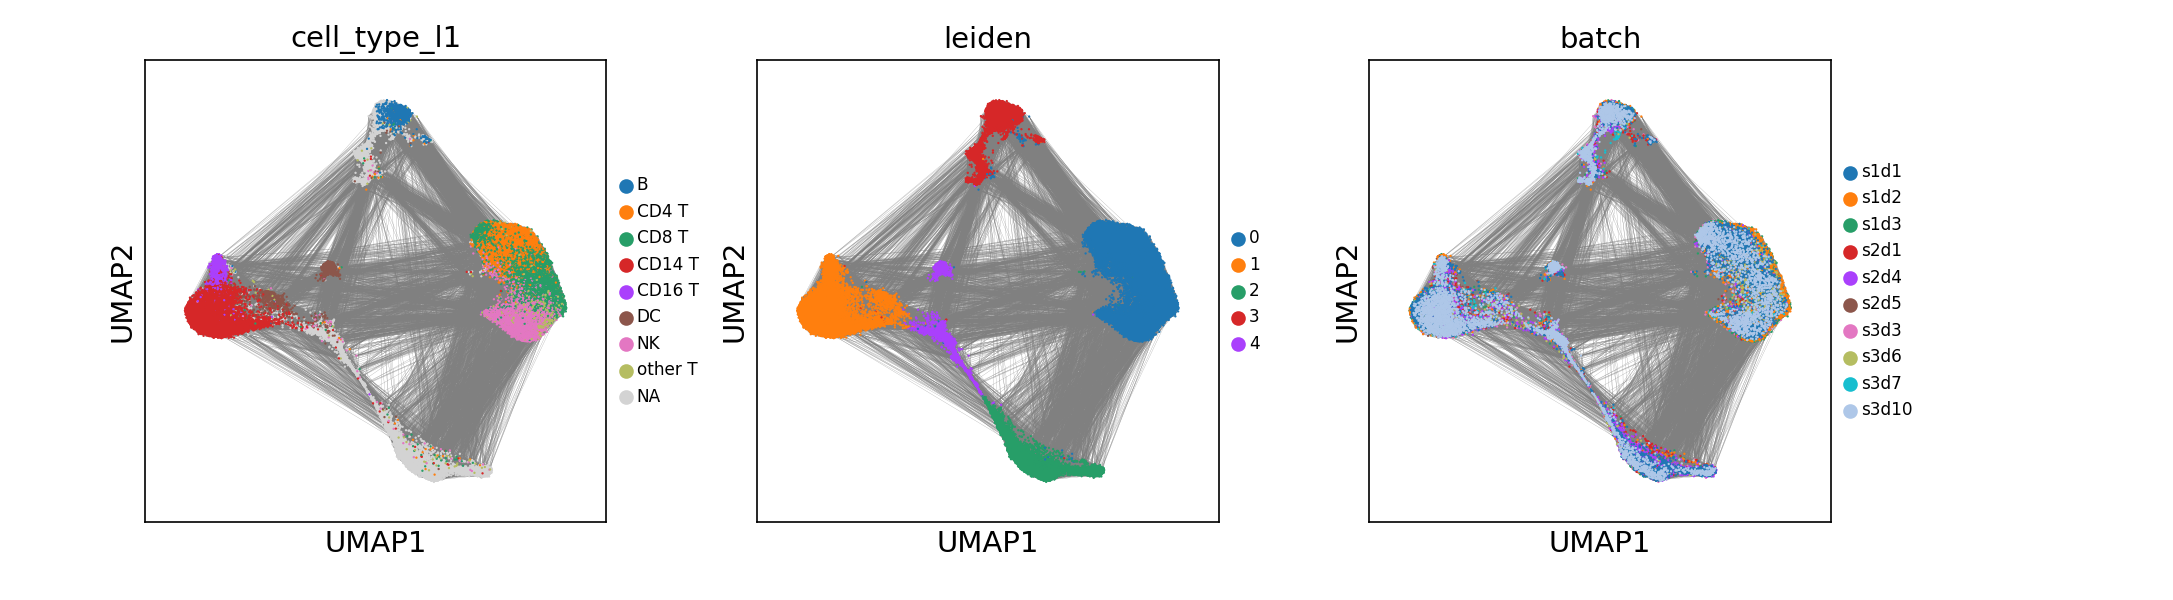 cell_type_l1
UMAP2
UMAP1
B
CD4 T
CD8 T
CD14 T
CD16 T
DC
NK
other T
NA
leiden
UMAP2
UMAP1
0
1
2
3
4
batch
UMAP2
UMAP1
s1d1
s1d2
s1d3
s2d1
s2d4
s2d5
s3d3
s3d6
s3d7
s3d10